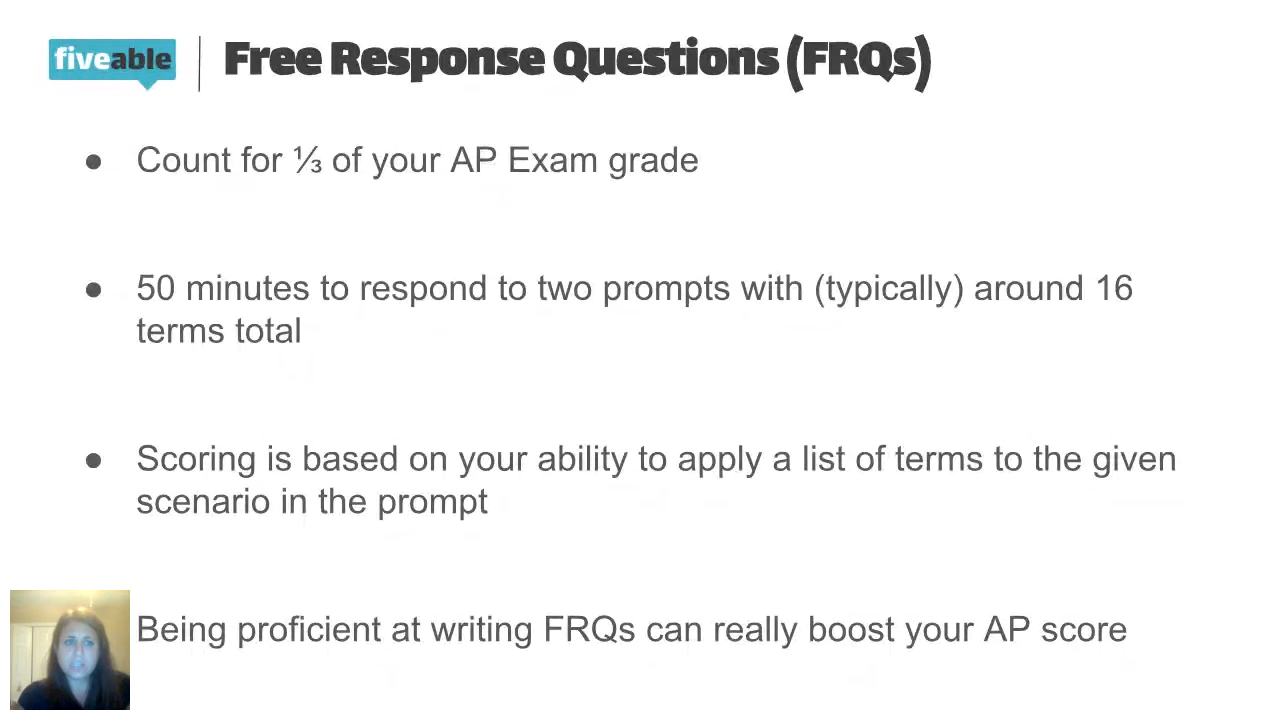 fiveable
Free Response Questions (FRQs)
● Count for ⅓ of your AP Exam grade
● 50 minutes to respond to two prompts with (typically) around 16
terms total
● Scoring is based on your ability to apply a list of terms to the given
scenario in the prompt
Being proficient at writing FRQs can really boost your AP score